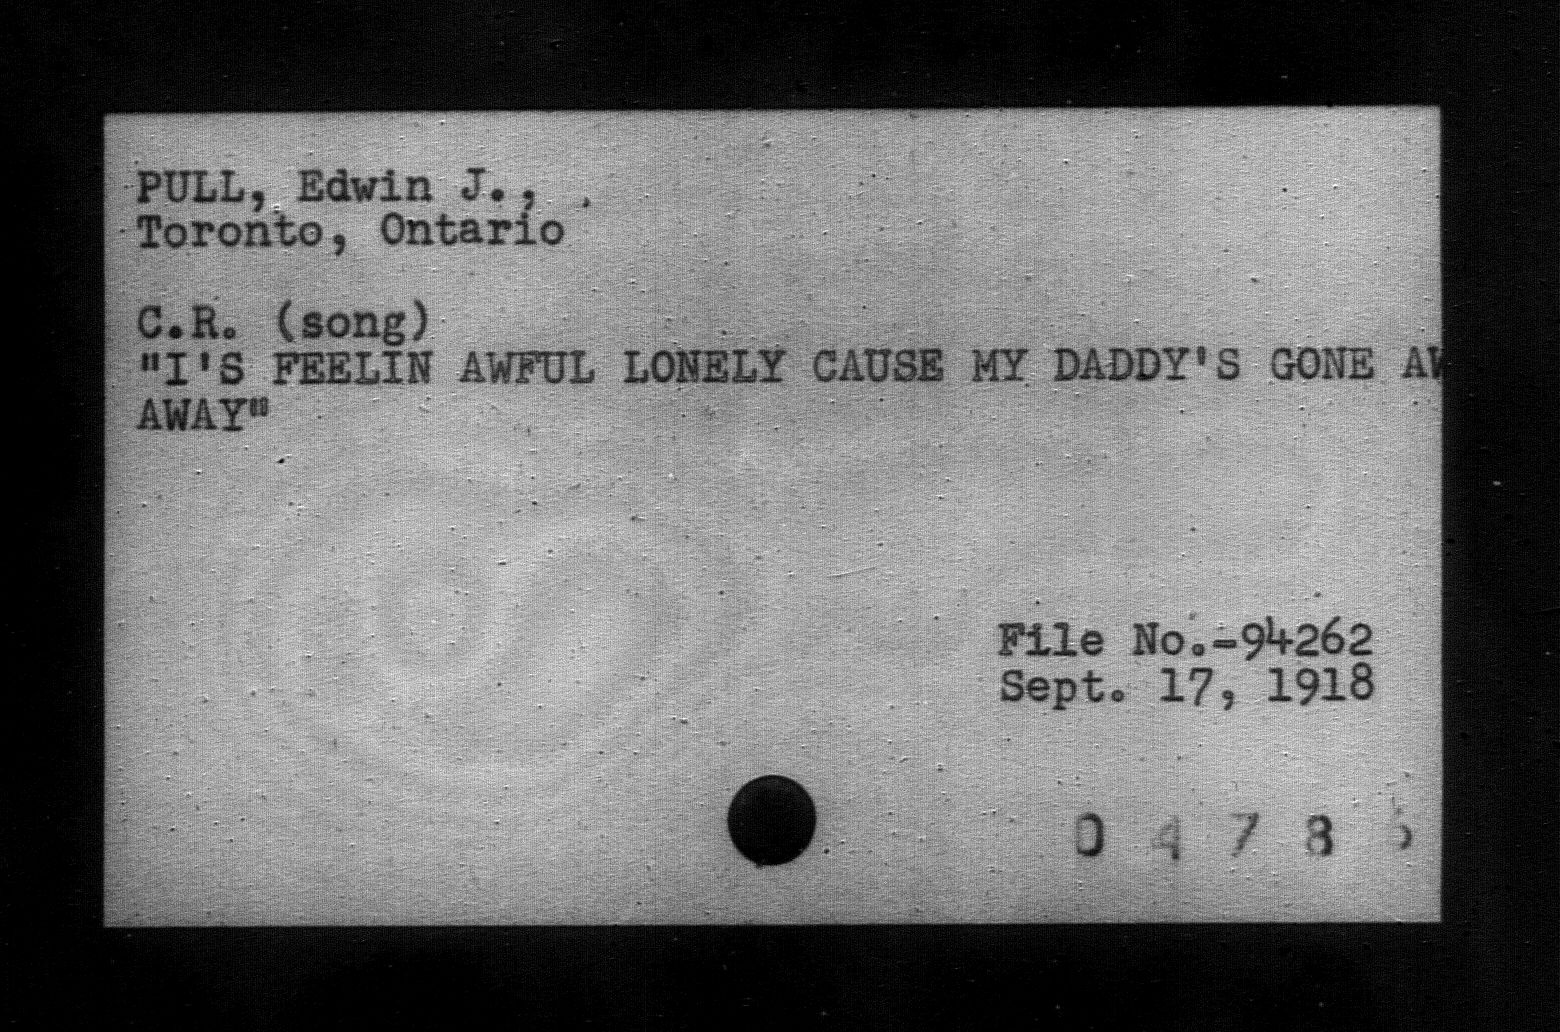 PULL, Edwin J.,
Toronto, Ontario
C.R. (song)
"I'S FEELIN AWFUL LONELY CAUSE MY DADDY'S GONE AW
AWAY"
File No.-94262
Sept. 17, 1918
0 4 7 8